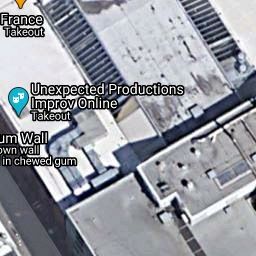 France
Takeout
Unexpected Productions
Improv Online
Takeout
um Wall
own wall
in chewed gum